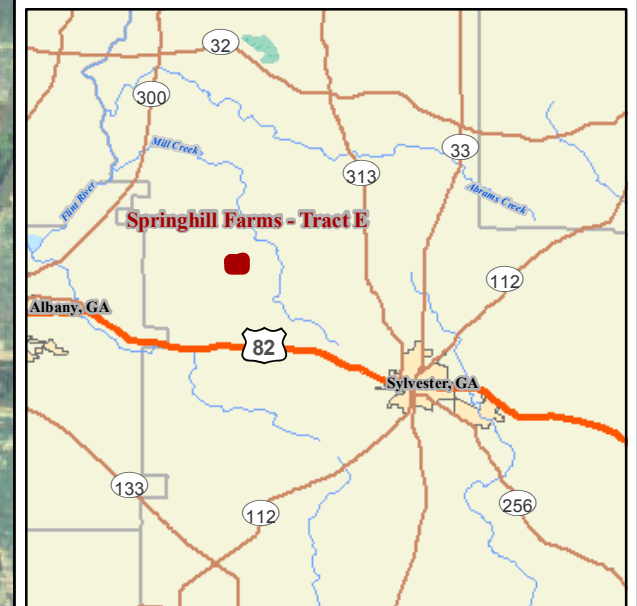 32
300
Mill Creek
33
313
Flint River
Abrams Creek
Springhill Farms - Tract E
112
Albany, GA
82
Sylvester, GA
133
112
256